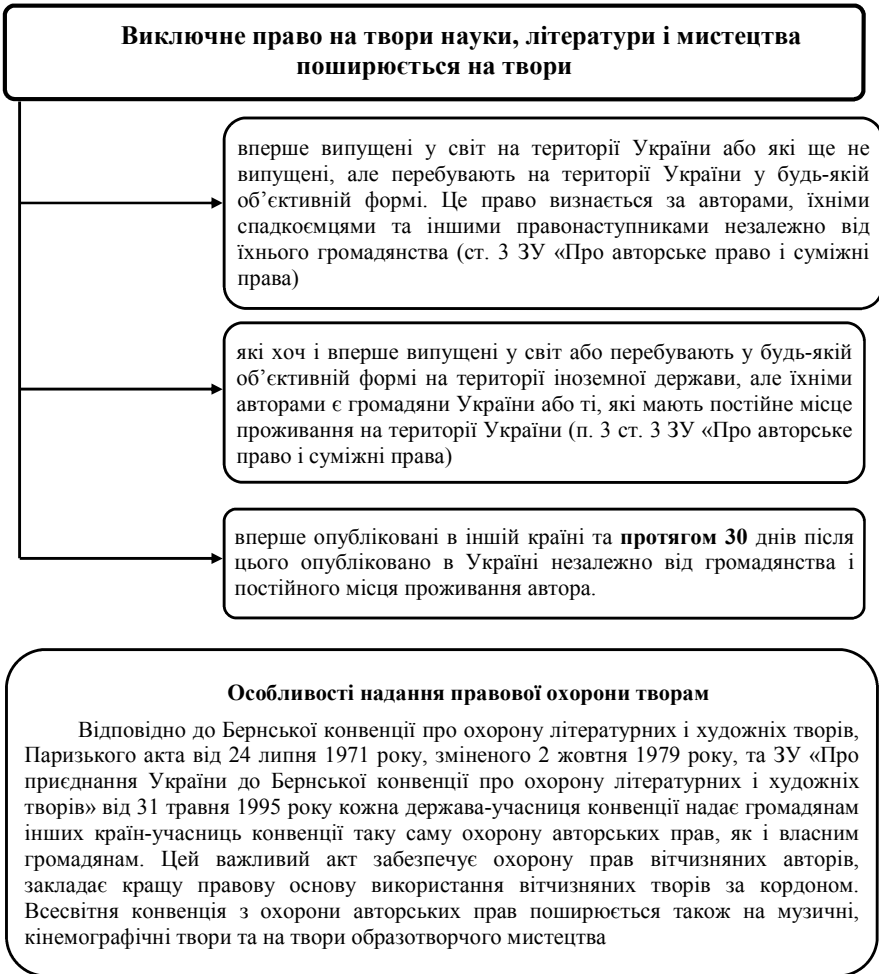 Виключне право на твори науки, літератури і мистецтва
поширюється на твори
вперше випущені у світ на території України або які ще не
випущені, але перебувають на території України у будь-якій
об’єктивній формі. Це право визнається за авторами, їхніми
спадкоємцями та іншими правонаступниками незалежно від
їхнього громадянства (ст. 3 ЗУ «Про авторське право і суміжні
права)
які хоч і вперше випущені у світ або перебувають у будь-якій
об’єктивній формі на території іноземної держави, але їхніми
авторами є громадяни України або ті, які мають постійне місце
проживання на території України (п. 3 ст. 3 ЗУ «Про авторське
право і суміжні права)
вперше опубліковані в іншій країні та протягом 30 днів після
цього опубліковано в Україні незалежно від громадянства і
постійного місця проживання автора.
Особливості надання правової охорони творам
Відповідно до Бернської конвенції про охорону літературних і художніх творів,
Паризького акта від 24 липня 1971 року, зміненого 2 жовтня 1979 року, та ЗУ «Про
приєднання України до Бернської конвенції про охорону літературних і художніх
творів» від 31 травня 1995 року кожна держава-учасниця конвенції надає громадянам
інших країн-учасниць конвенції таку саму охорону авторських прав, як і власним
громадянам. Цей важливий акт забезпечує охорону прав вітчизняних авторів,
закладає кращу правову основу використання вітчизняних творів за кордоном.
Всесвітня конвенція з охорони авторських прав поширюється також на музичні,
кінемографічні твори та на твори образотворчого мистецтва